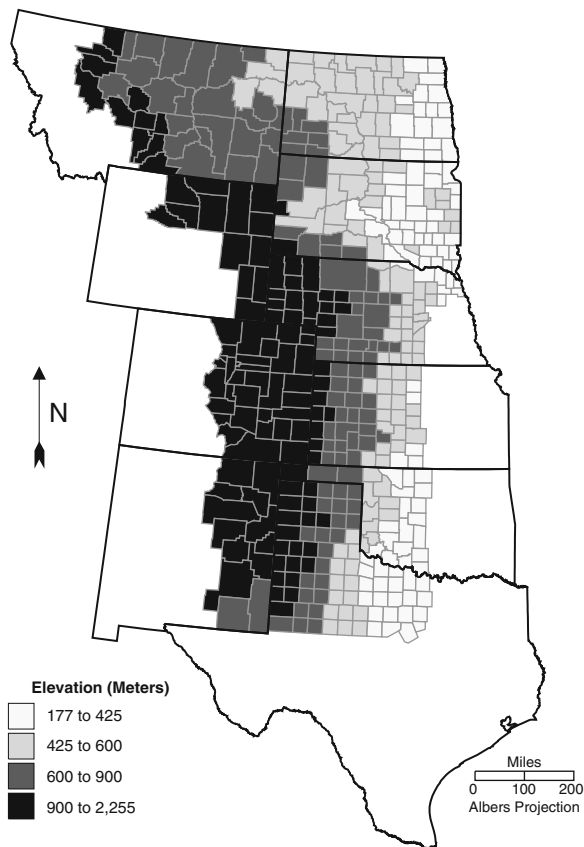 N
Elevation (Meters)
177 to 425
425 to 600
600 to 900
900 to 2,255
Miles
0 100 200
Albers Projection